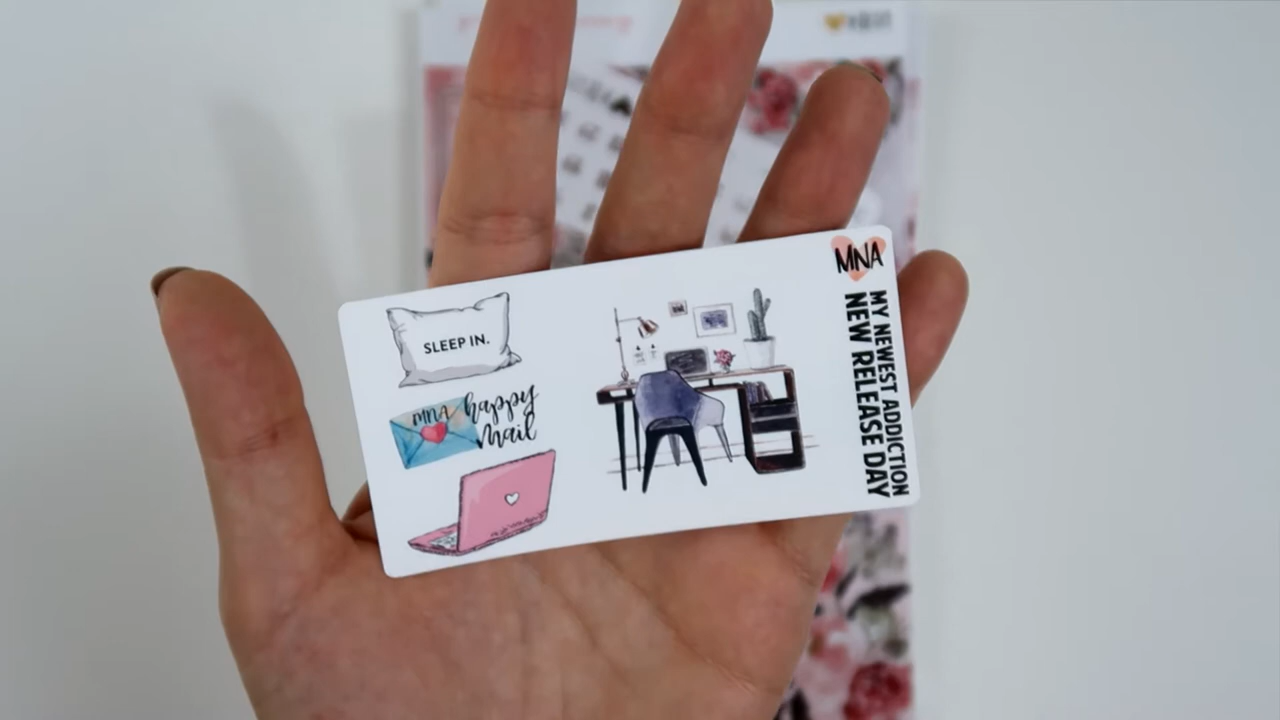 SLEEP IN.
MNA happy
mail
MNA
MY NEWEST ADDICTION
NEW RELEASE DAY